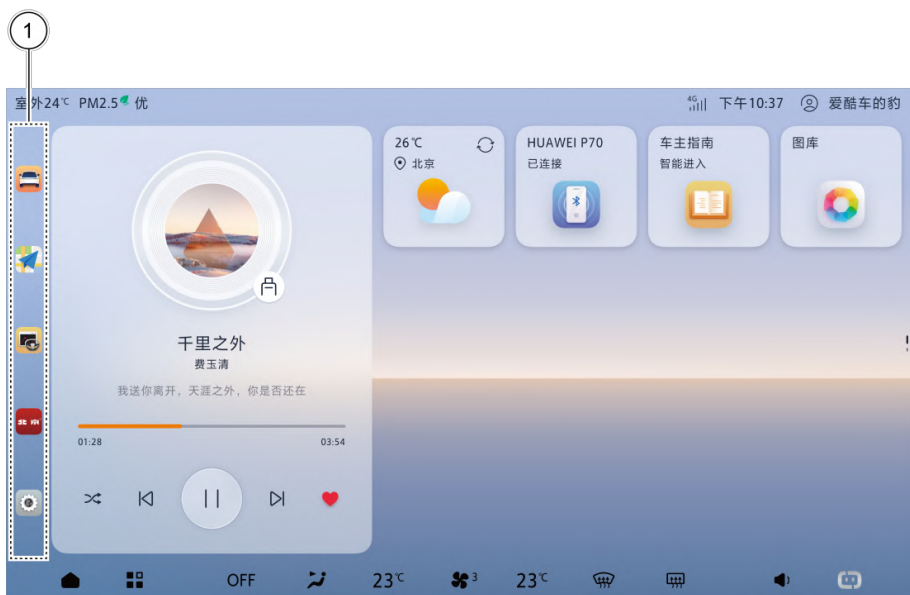 1
室外24℃ PM2.5 优
4G 下午10:37 爱酷车的豹
26℃
北京
HUAWEI P70
已连接
车主指南
智能进入
图库
千里之外
费玉清
我送你离开，天涯之外，你是否还在
01:28
03:54
北京
OFF 23℃ 3 23℃